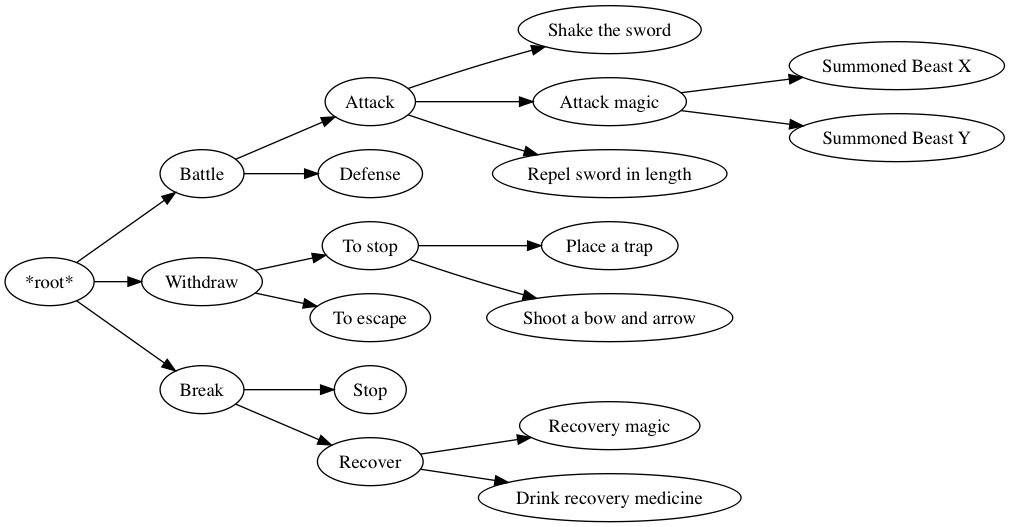 Shake the sword
Summoned Beast X
Attack
Attack magic
Summoned Beast Y
Battle
Defense
Repel sword in length
To stop
Place a trap
*root*
Withdraw
To escape
Shoot a bow and arrow
Break
Stop
Recovery magic
Recover
Drink recovery medicine